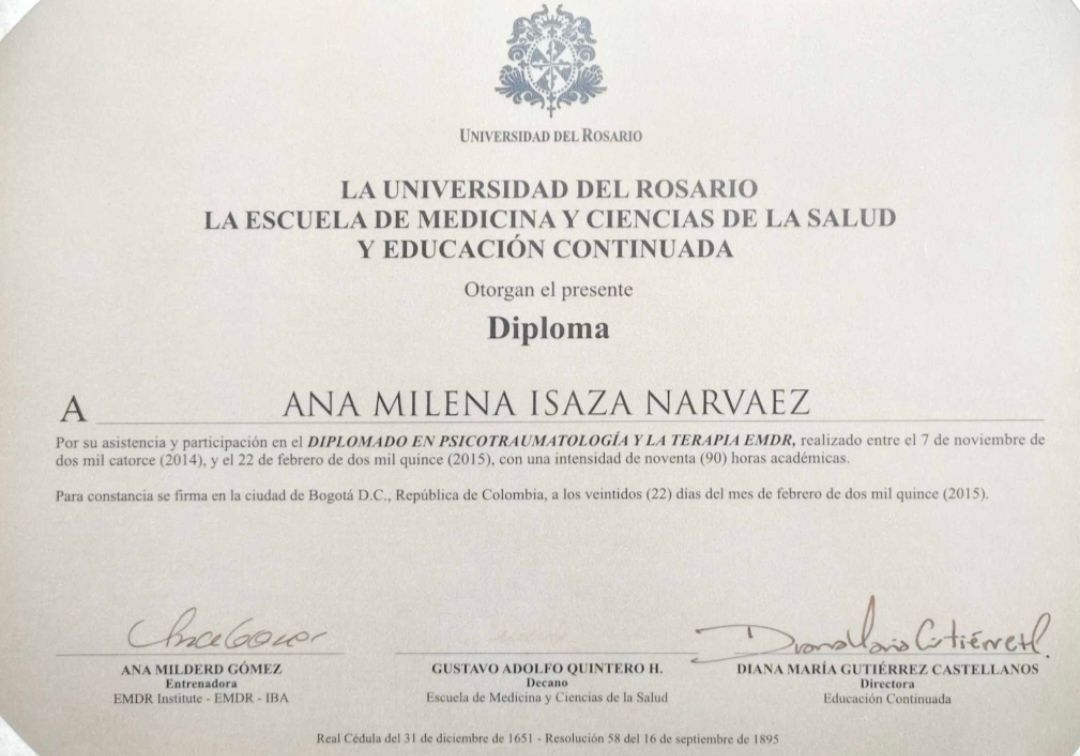 UNIVERSIDAD DEL ROSARIO
LA UNIVERSIDAD DEL ROSARIO
LA ESCUELA DE MEDICINA Y CIENCIAS DE LA SALUD
Y EDUCACIÓN CONTINUADA
Otorgan el presente
Diploma
A ANA MILENA ISAZA NARVAEZ
Por su asistencia y participación en el DIPLOMADO EN PSICOTRAUMATOLOGÍA Y LA TERAPIA EMDR, realizado entre el 7 de noviembre de
dos mil catorce (2014), y el 22 de febrero de dos mil quince (2015), con una intensidad de noventa (90) horas académicas.
Para constancia se firma en la ciudad de Bogotá D.C., República de Colombia, a los veintidos (22) días del mes de febrero de dos mil quince (2015).
ANA MILDERD GÓMEZ
Entrenadora
EMDR Institute - EMDR - IBA
GUSTAVO ADOLFO QUINTERO H.
Decano
Escuela de Medicina y Ciencias de la Salud
DIANA MARÍA GUTIÉRREZ CASTELLANOS
Directora
Educación Continuada
Real Cédula del 31 de diciembre de 1651 - Resolución 58 del 16 de septiembre de 1895